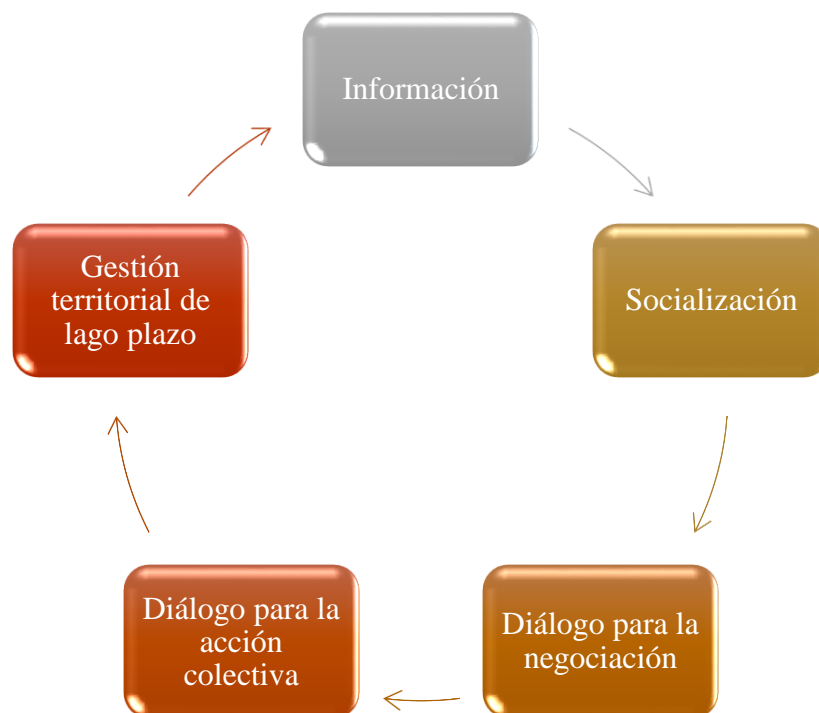 Información
Socialización
Diálogo para la
negociación
Diálogo para la
acción
colectiva
Gestión
territorial de
lago plazo